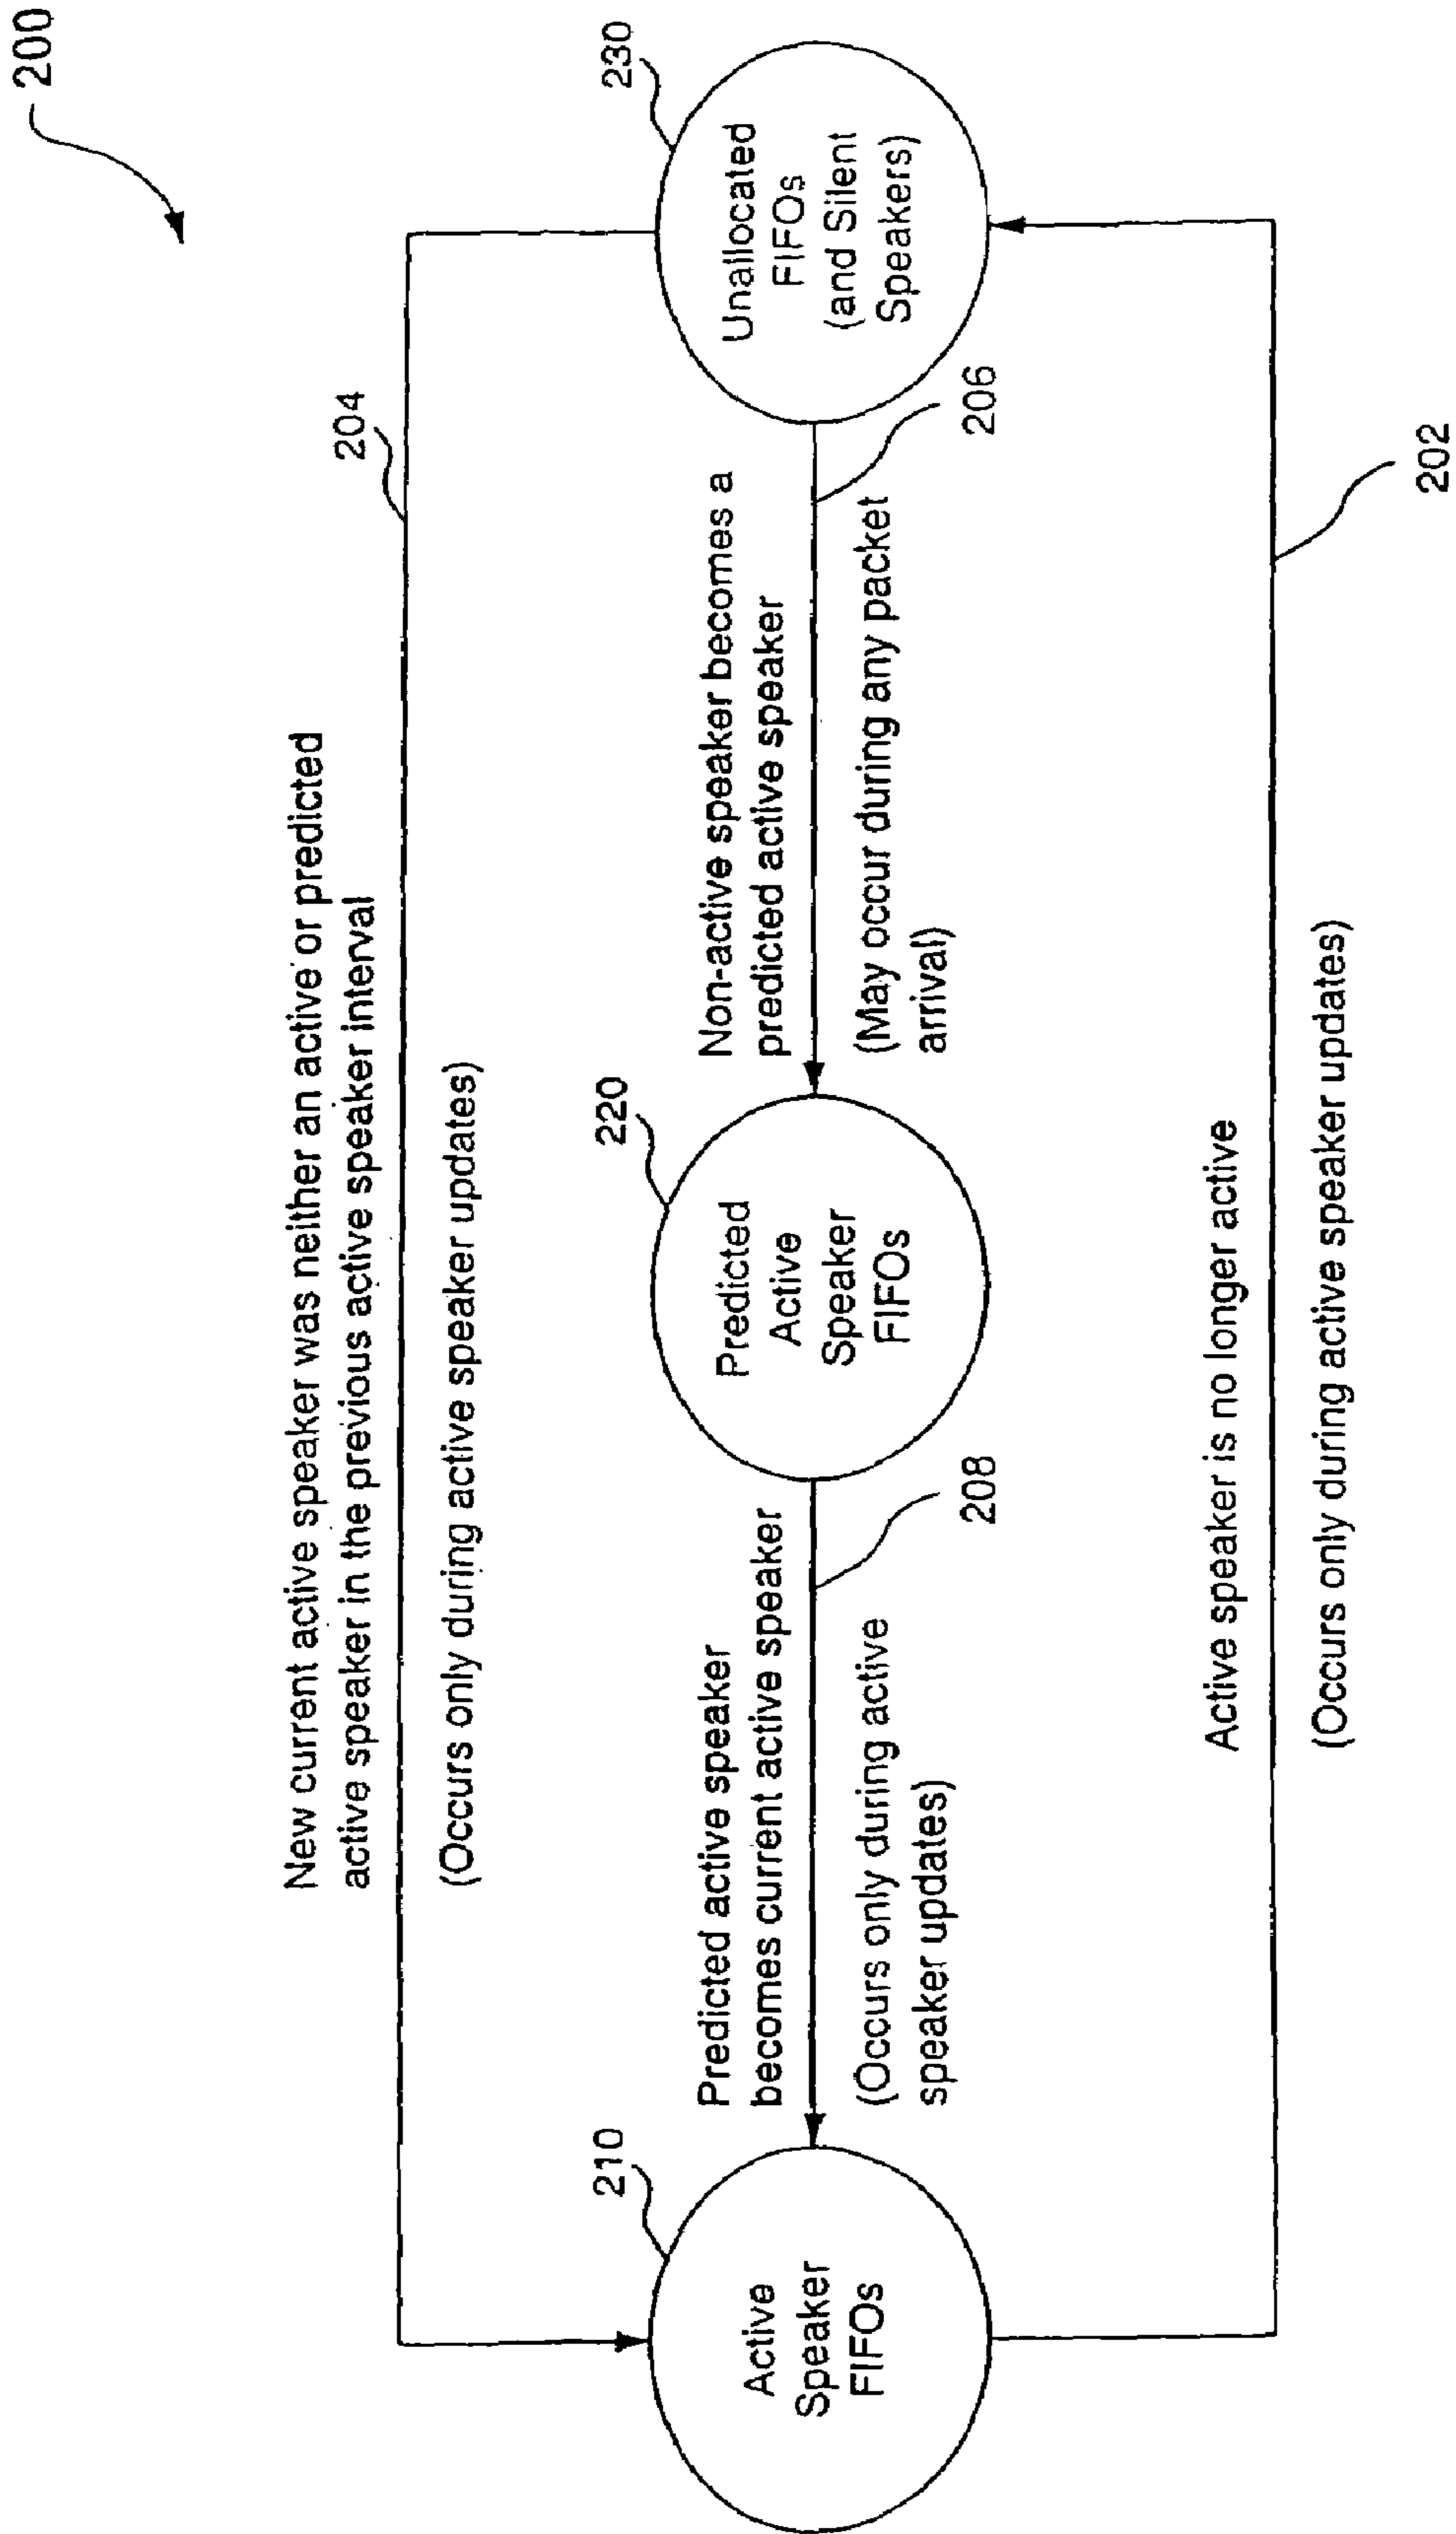 200
New current active speaker was neither an active or predicted
active speaker in the previous active speaker interval
204
(Occurs only during active speaker updates)
210
Active
Speaker
FIFOs
Predicted active speaker
becomes current active speaker
208
(Occurs only during active
speaker updates)
220
Predicted
Active
Speaker
FIFOs
Non-active speaker becomes a
predicted active speaker
206
(May occur during any packet
arrival)
230
Unallocated
FIFOs
(and Silent
Speakers)
Active speaker is no longer active
(Occurs only during active speaker updates)
202